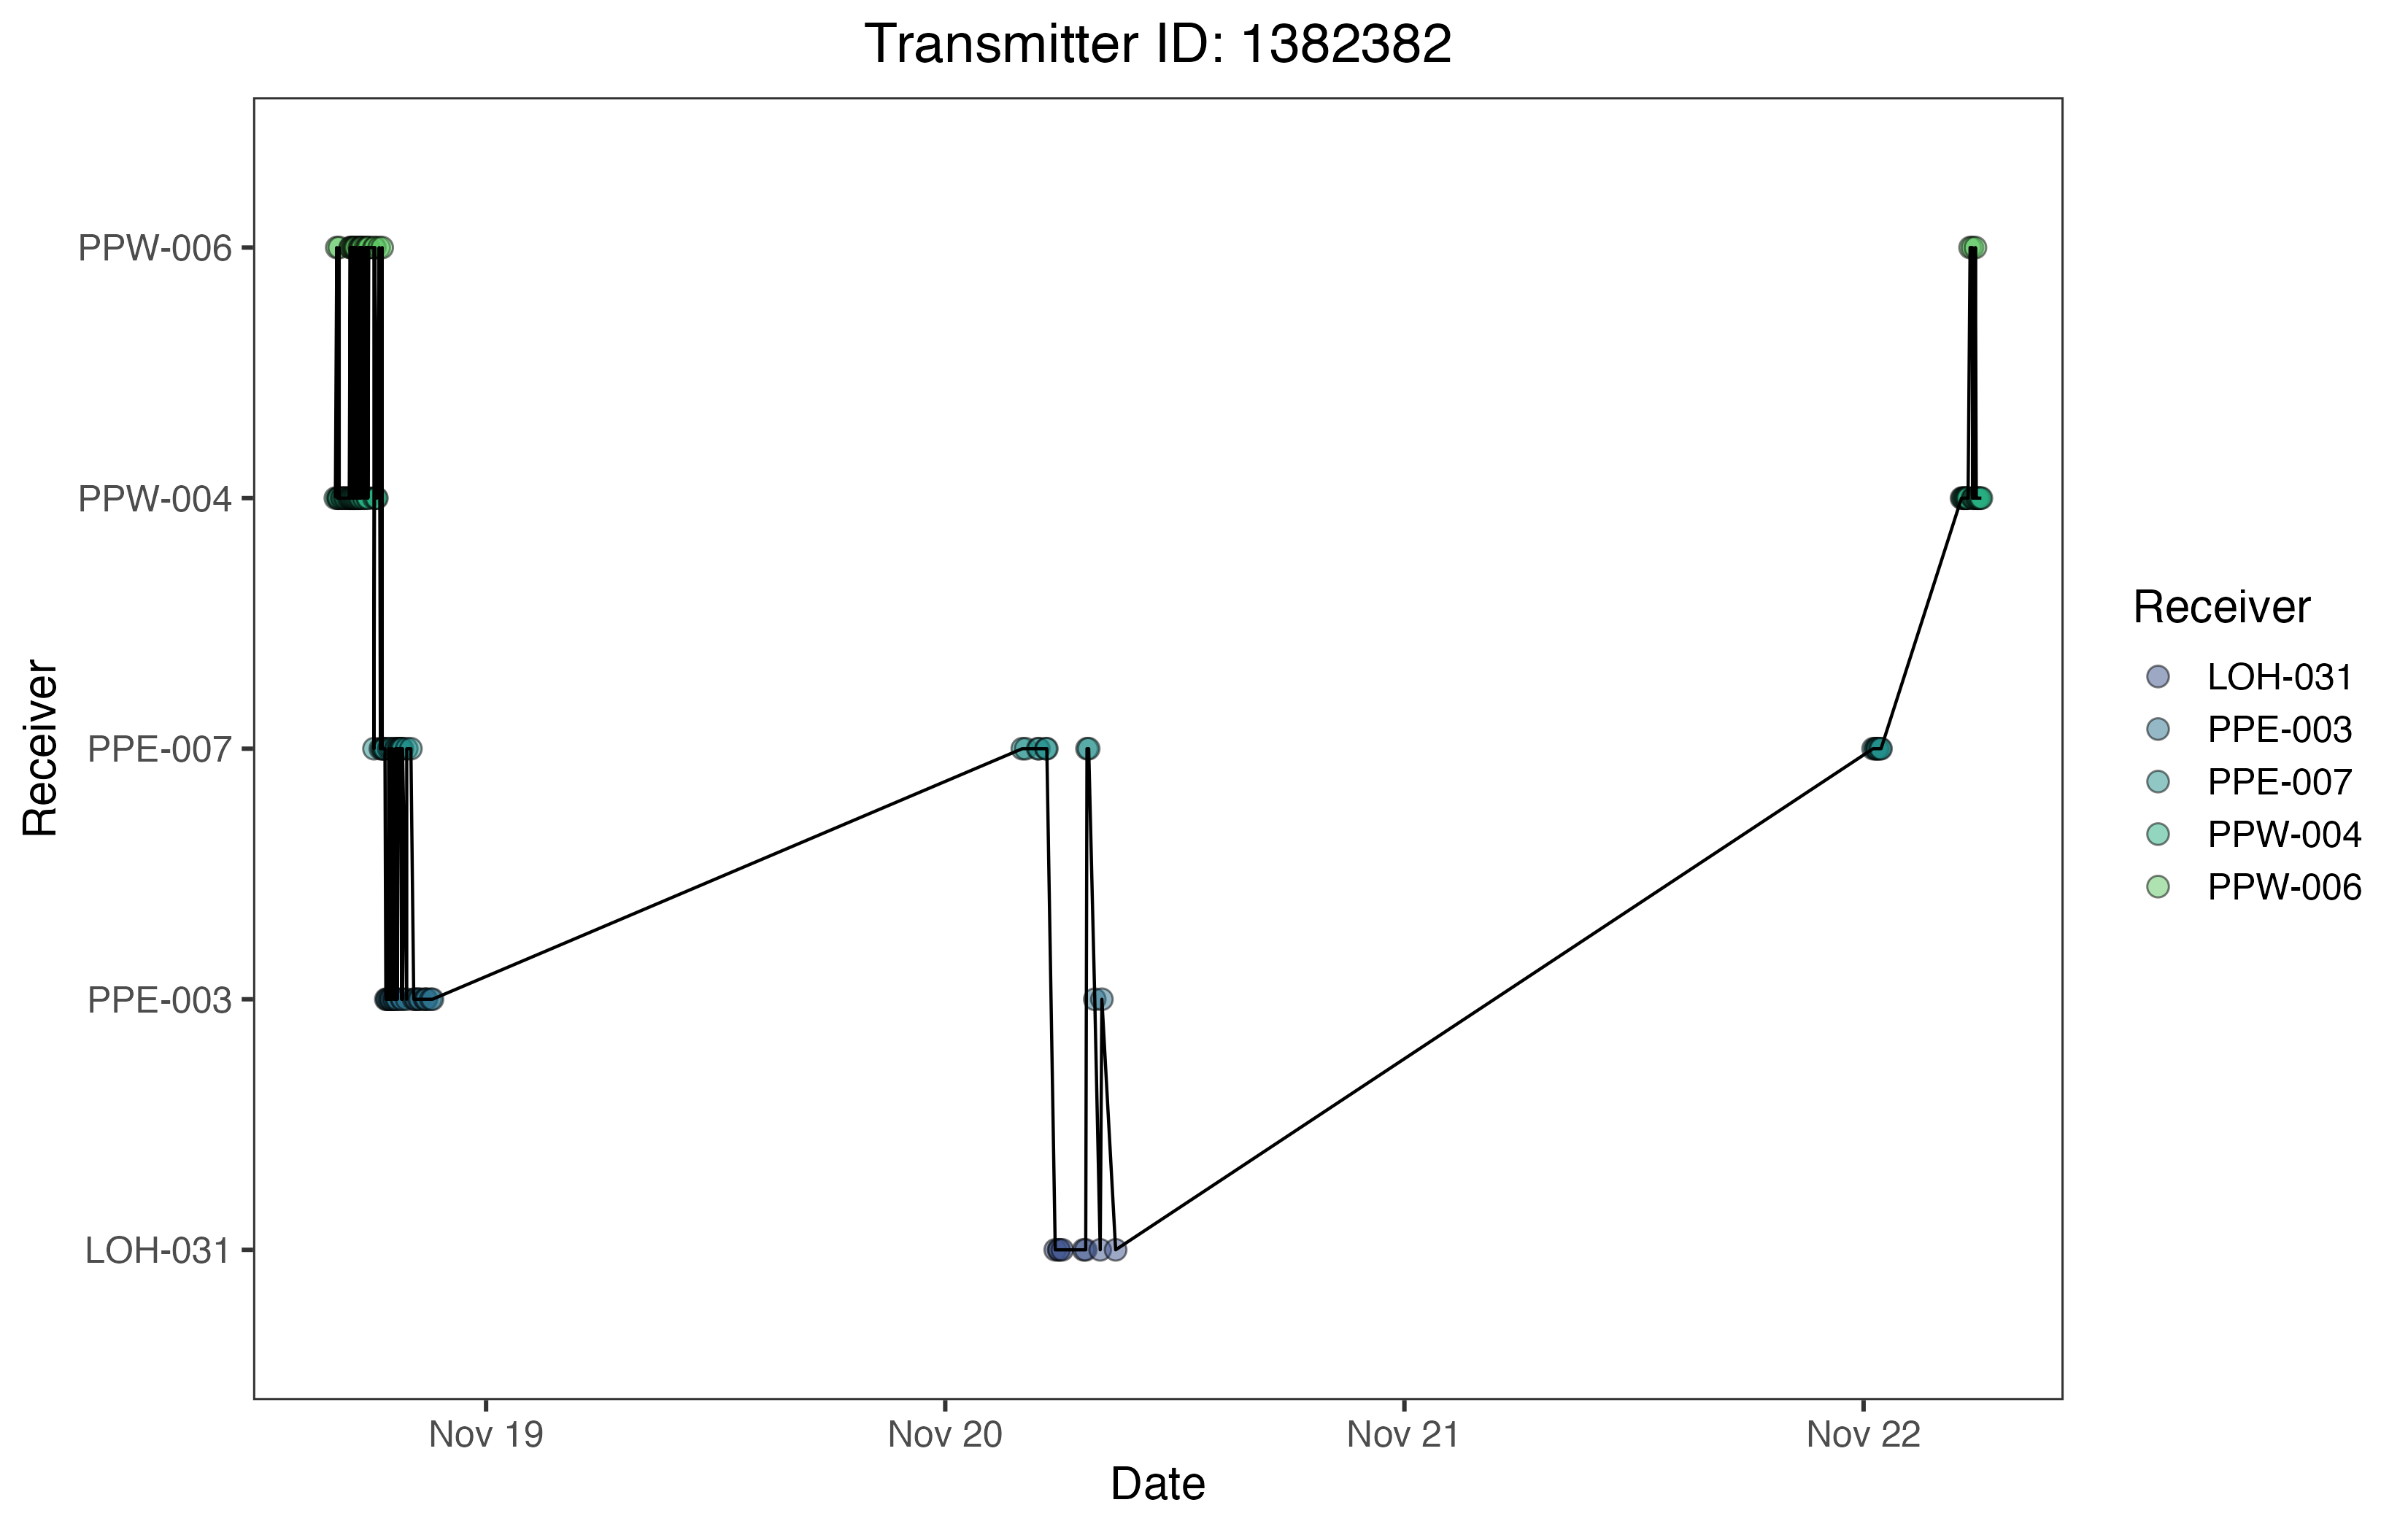 Transmitter ID: 1382382
Receiver
PPW-006
PPW-004
PPE-007
PPE-003
LOH-031
Nov 19
Nov 20
Nov 21
Nov 22
Date
Receiver
LOH-031
PPE-003
PPE-007
PPW-004
PPW-006